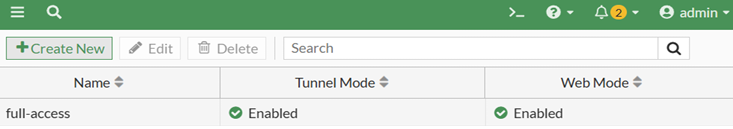 2 admin
Create New Edit Delete Search
Name Tunnel Mode Web Mode
full-access Enabled Enabled